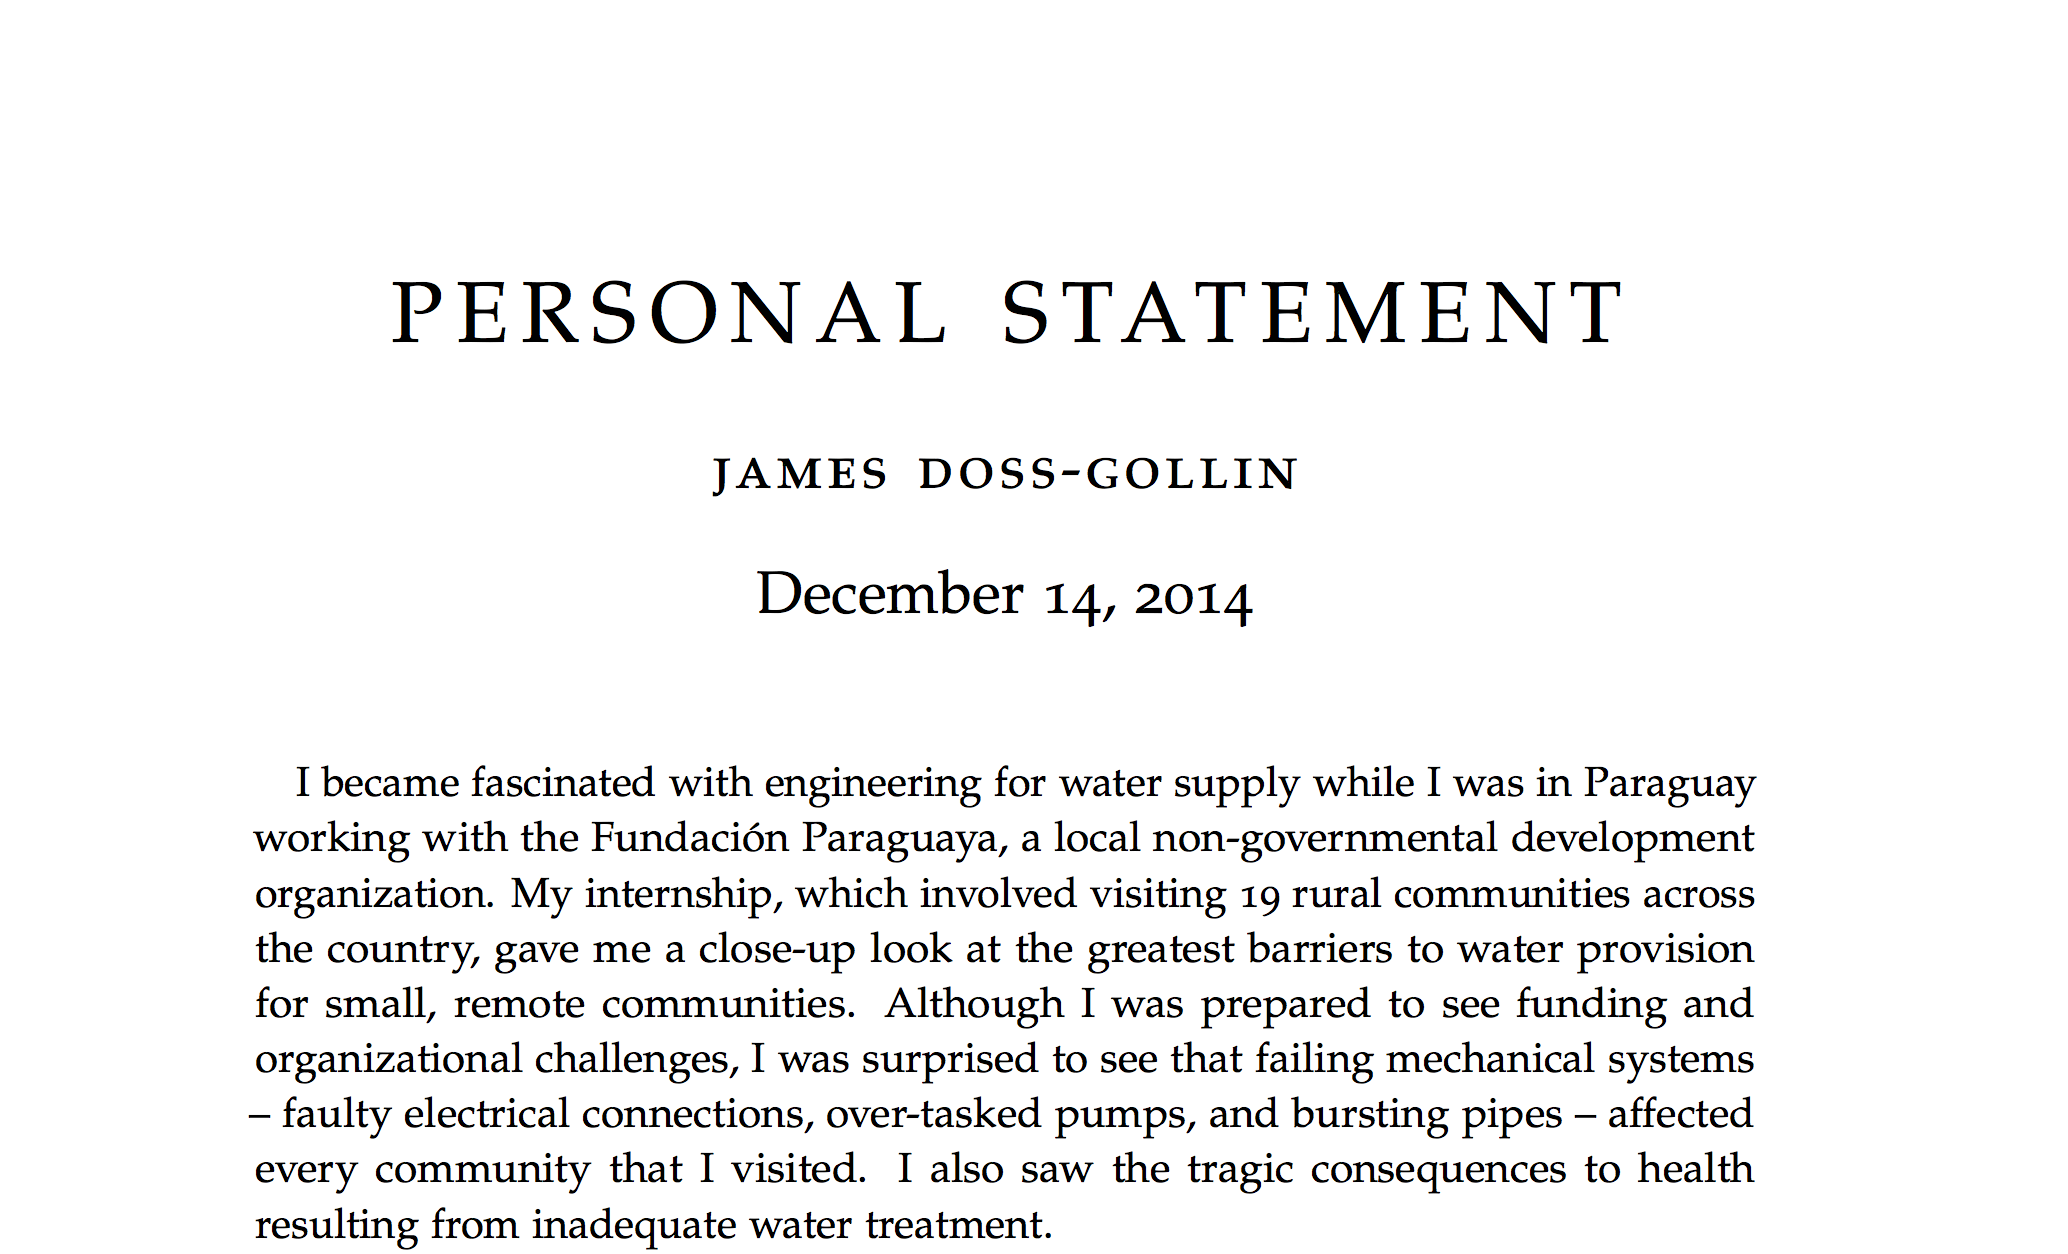 PERSONAL STATEMENT
JAMES DOSS-GOLLIN
December 14, 2014
I became fascinated with engineering for water supply while I was in Paraguay
working with the Fundación Paraguaya, a local non-governmental development
organization. My internship, which involved visiting 19 rural communities across
the country, gave me a close-up look at the greatest barriers to water provision
for small, remote communities. Although I was prepared to see funding and
organizational challenges, I was surprised to see that failing mechanical systems
– faulty electrical connections, over-tasked pumps, and bursting pipes – affected
every community that I visited. I also saw the tragic consequences to health
resulting from inadequate water treatment.